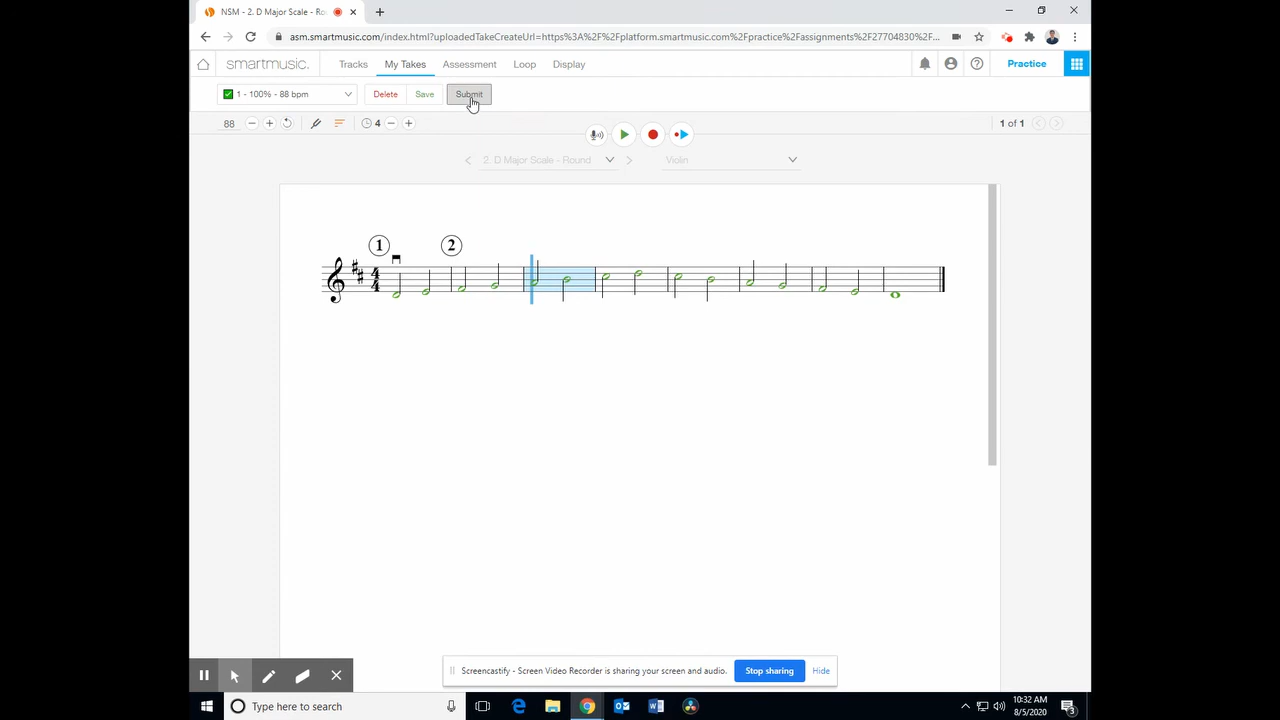 NSM - 2. D Major Scale - Ro
asm.smartmusic.com/index.html?uploadedTakeCreateUrl=https%3A%2F%2Fplatform.smartmusic.com%2Fpractice%2Fassignments%2F27704830%2F...
smartmusic.
Tracks
My Takes
Assessment
Loop
Display
Practice
1 - 100% - 88 bpm
Delete
Save
Submit
88
4
1 of 1
2. D Major Scale - Round
Violin
1
2
4
4
Screencastify - Screen Video Recorder is sharing your screen and audio.
Stop sharing
Hide
Type here to search
10:32 AM
8/5/2020
3